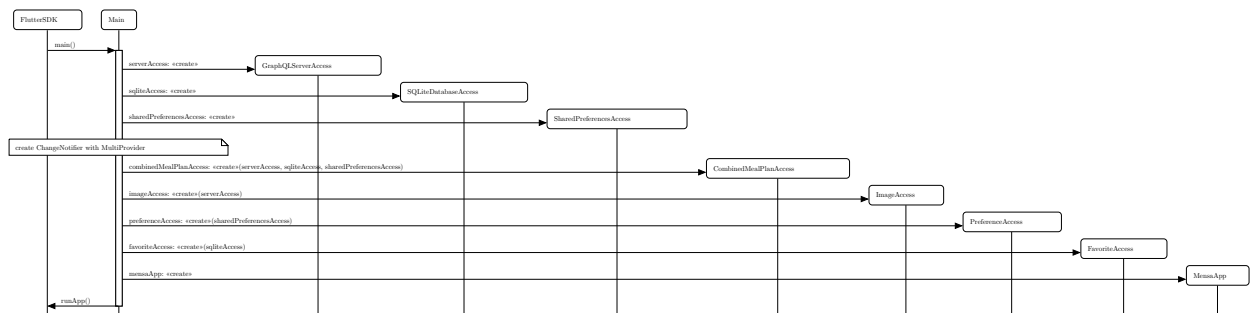 FlutterSDK
Main
main()
serverAccess: «create»
GraphQLServerAccess
sqliteAccess: «create»
SQLiteDatabaseAccess
sharedPreferencesAccess: «create»
SharedPreferencesAccess
create ChangeNotifier with MultiProvider
combinedMealPlanAccess: «create»(serverAccess, sqliteAccess, sharedPreferencesAccess)
CombinedMealPlanAccess
imageAccess: «create»(serverAccess)
ImageAccess
preferenceAccess: «create»(sharedPreferencesAccess)
PreferenceAccess
favoriteAccess: «create»(sqliteAccess)
FavoriteAccess
mensaApp: «create»
MensaApp
runApp()